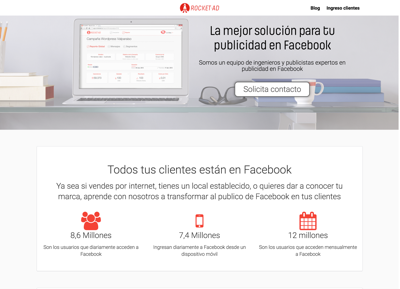 ROCKET AD
Blog Ingreso clientes
La mejor solución para tu
publicidad en Facebook
Somos un equipo de ingenieros y publicistas expertos en
publicidad en Facebook
Solicita contacto
Todos tus clientes están en Facebook
Ya sea si vendes por internet, tienes un local establecido, o quieres dar a conocer tu
marca, aprende con nosotros a transformar al publico de Facebook en tus clientes
8,6 Millones
Son los usuarios que diariamente acceden a
Facebook
7,4 Millones
Ingresan diariamente a Facebook desde un
dispositivo móvil
12 millones
Son los usuarios que acceden mensualmente
a Facebook